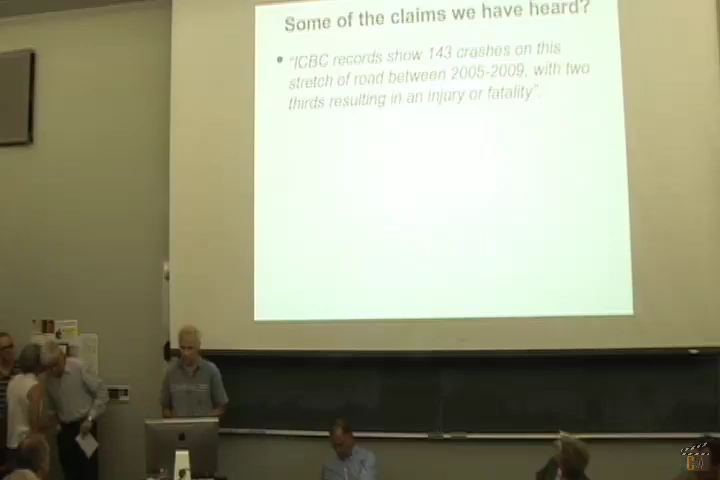 Some of the claims we have heard?
• "ICBC records show 143 crashes on this
stretch of road between 2005-2009, with two
thirds resulting in an injury or fatality".